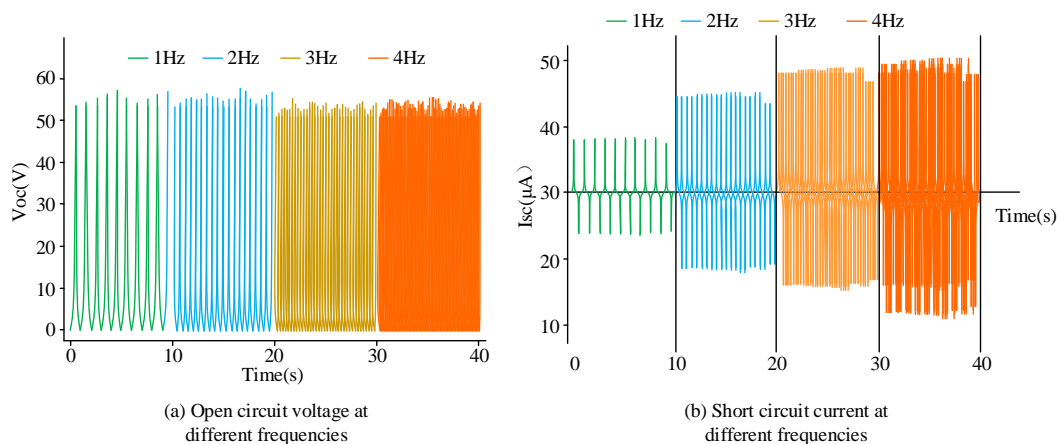 1Hz 2Hz 3Hz 4Hz
60
50
40
30
20
10
0
Voc(V)
0 10 20 30 40
Time(s)
(a) Open circuit voltage at
different frequencies
1Hz 2Hz 3Hz 4Hz
50
40
30
20
10
Isc(μA）
Time(s)
0 10 20 30 40
(b) Short circuit current at
different frequencies